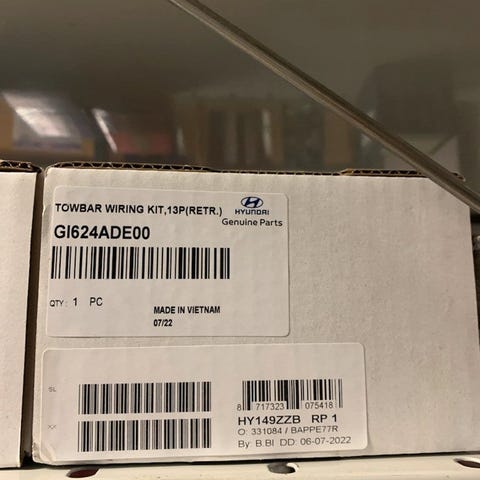 TOWBAR WIRING KIT,13P(RETR.)
HYUNDAI
Genuine Parts
GI624ADE00
QTY : 1 PC
MADE IN VIETNAM
07/22
SL
XX
8 717323 075418
HY149ZZB RP 1
O: 331084 / BAPPE77R
By: B.BI DD: 06-07-2022